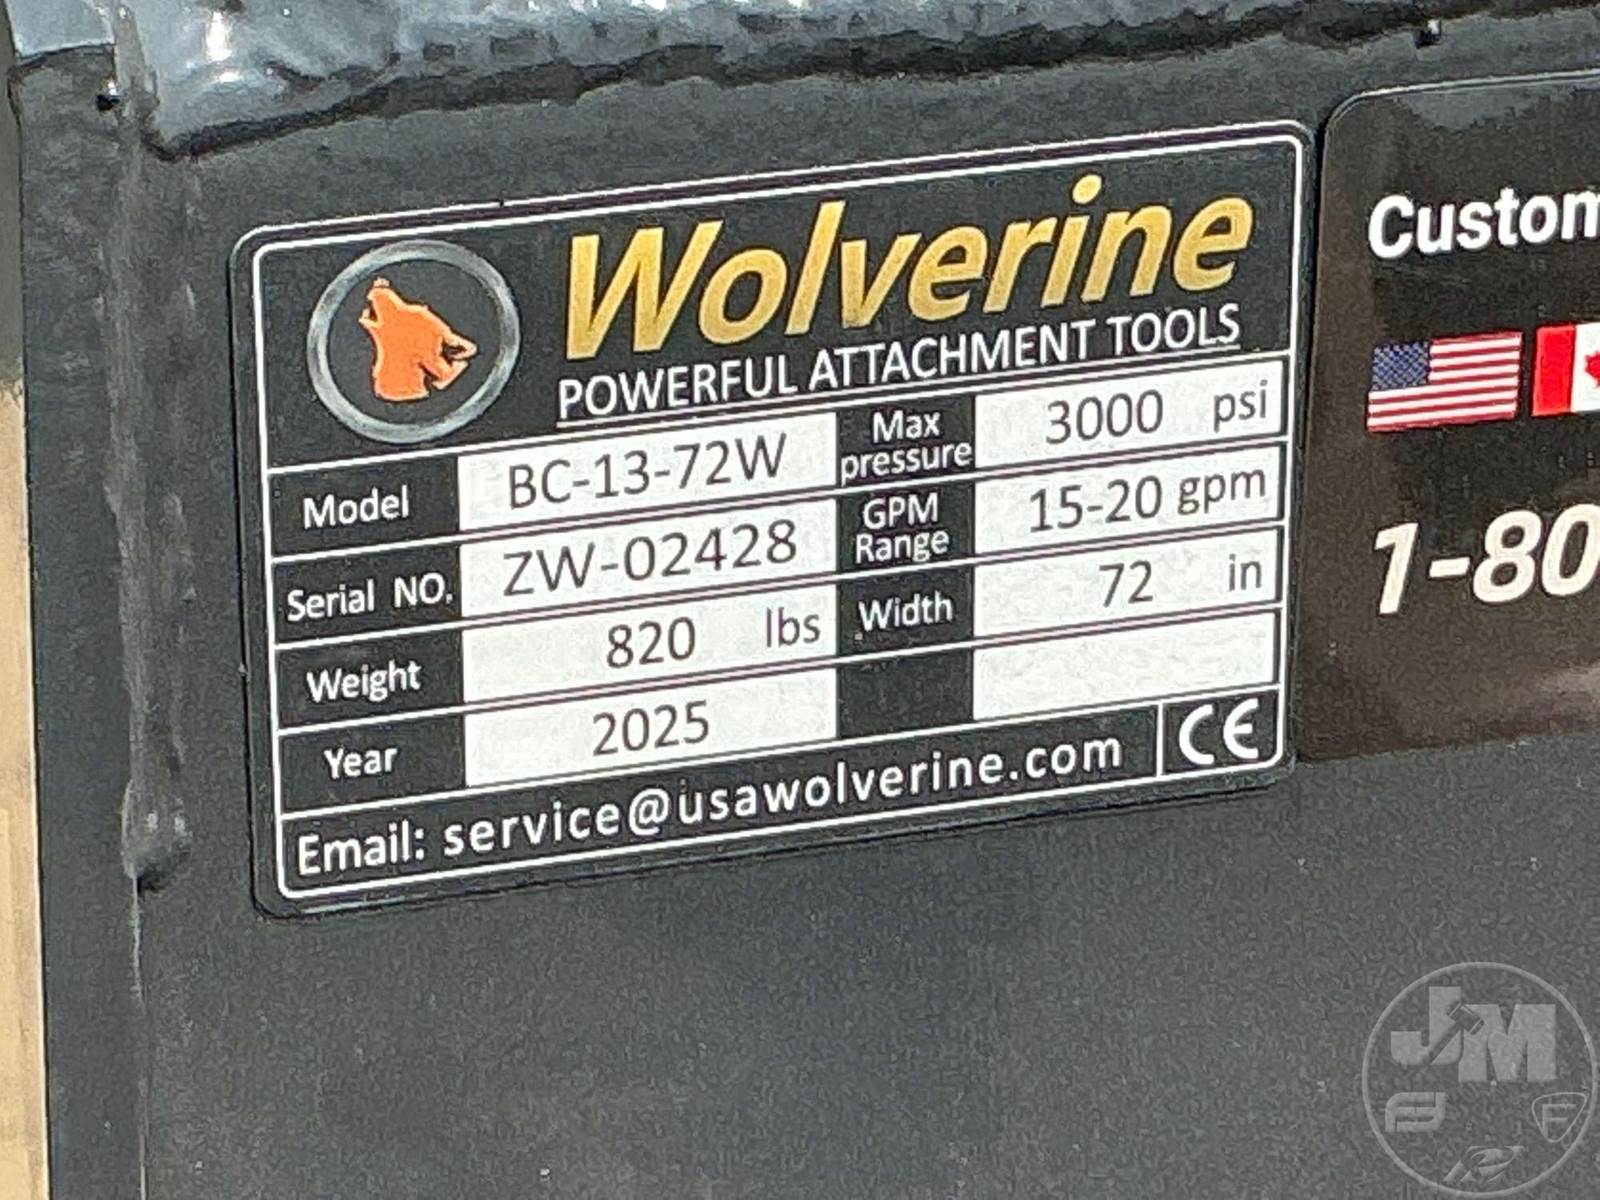 Wolverine
POWERFUL ATTACHMENT TOOLS
Model BC-13-72W Max pressure 3000 psi
Serial NO. ZW-02428 GPM Range 15-20 gpm
Weight 820 lbs Width 72 in
Year 2025
Email: service@usawolverine.com CE
Custom
1-80
JM